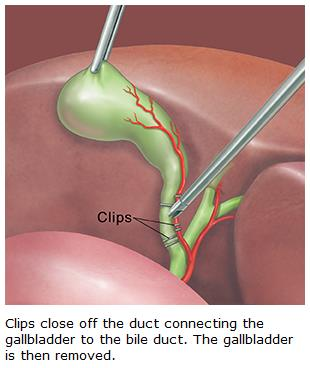 Clips
Clips close off the duct connecting the
gallbladder to the bile duct. The gallbladder
is then removed.